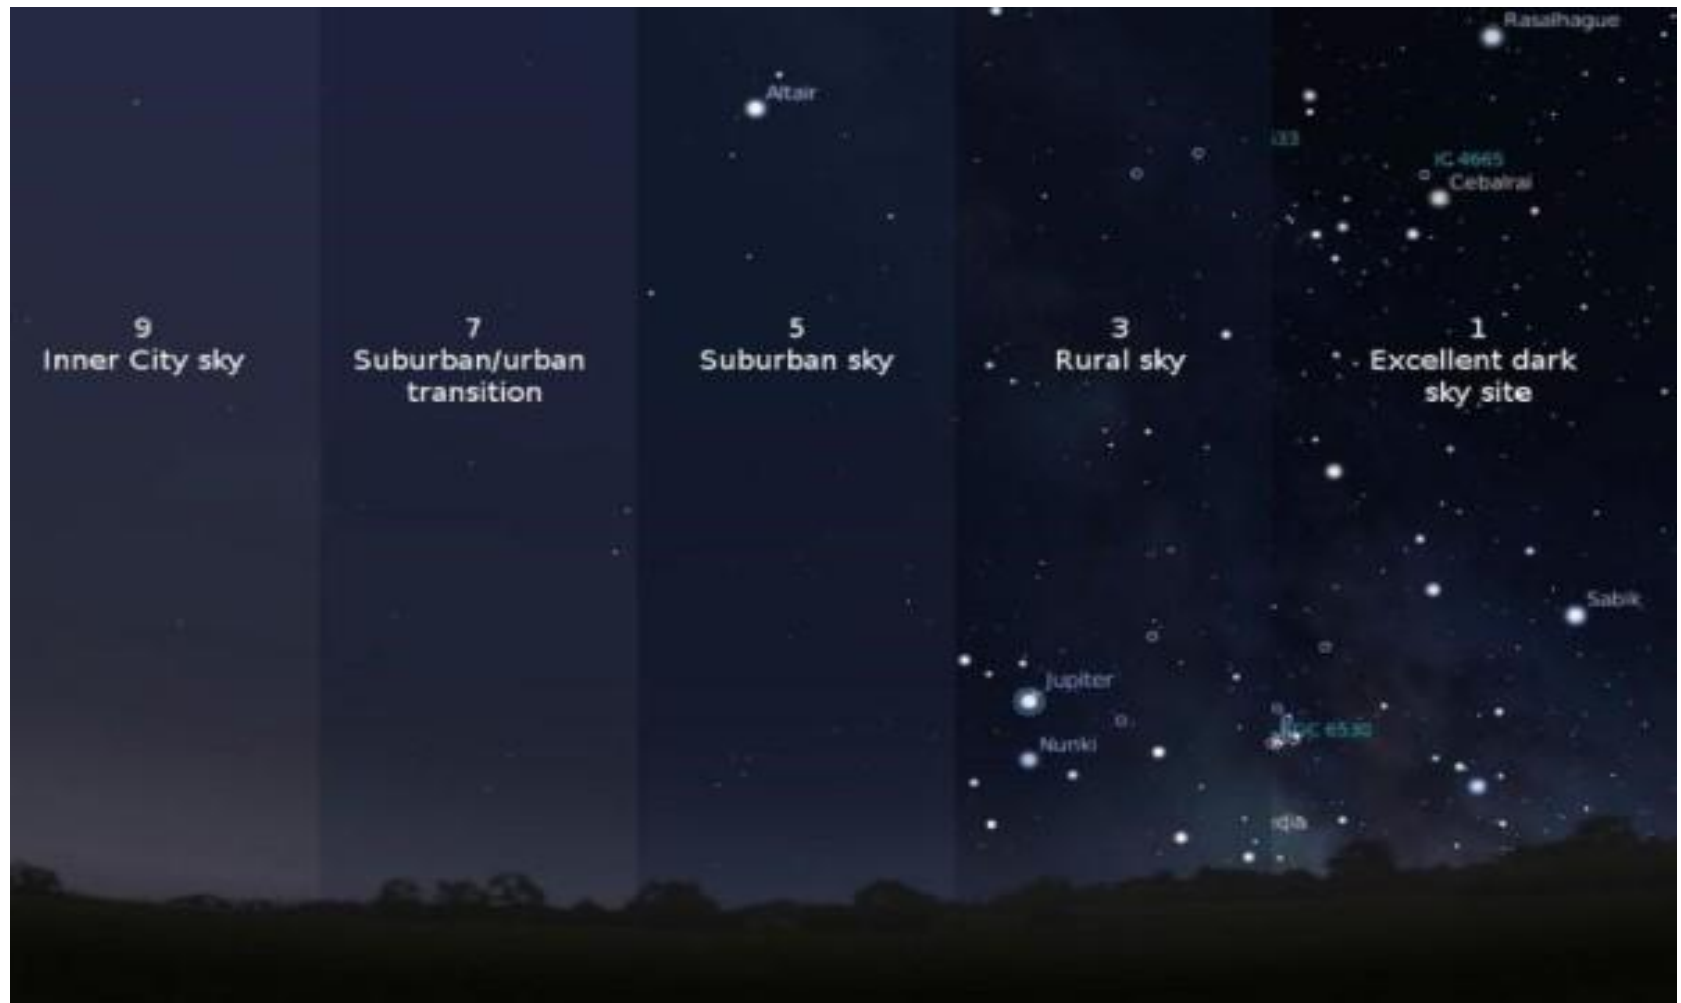 Rasalhague
Altair
IC 4665
Cebalrai
9
Inner City sky
7
Suburban/urban
transition
5
Suburban sky
3
Rural sky
1
Excellent dark
sky site
Sabik
Jupiter
6530
Nunki